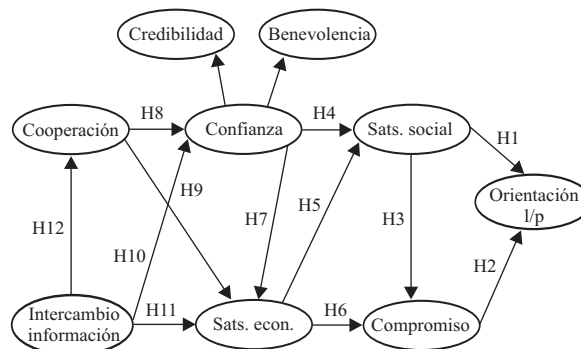 Credibilidad
Benevolencia
Cooperación
H8
Confianza
H4
Sats. social
H1
H9
Orientación
l/p
H12
H10
H7
H5
H3
H2
Intercambio
información
H11
Sats. econ.
H6
Compromiso